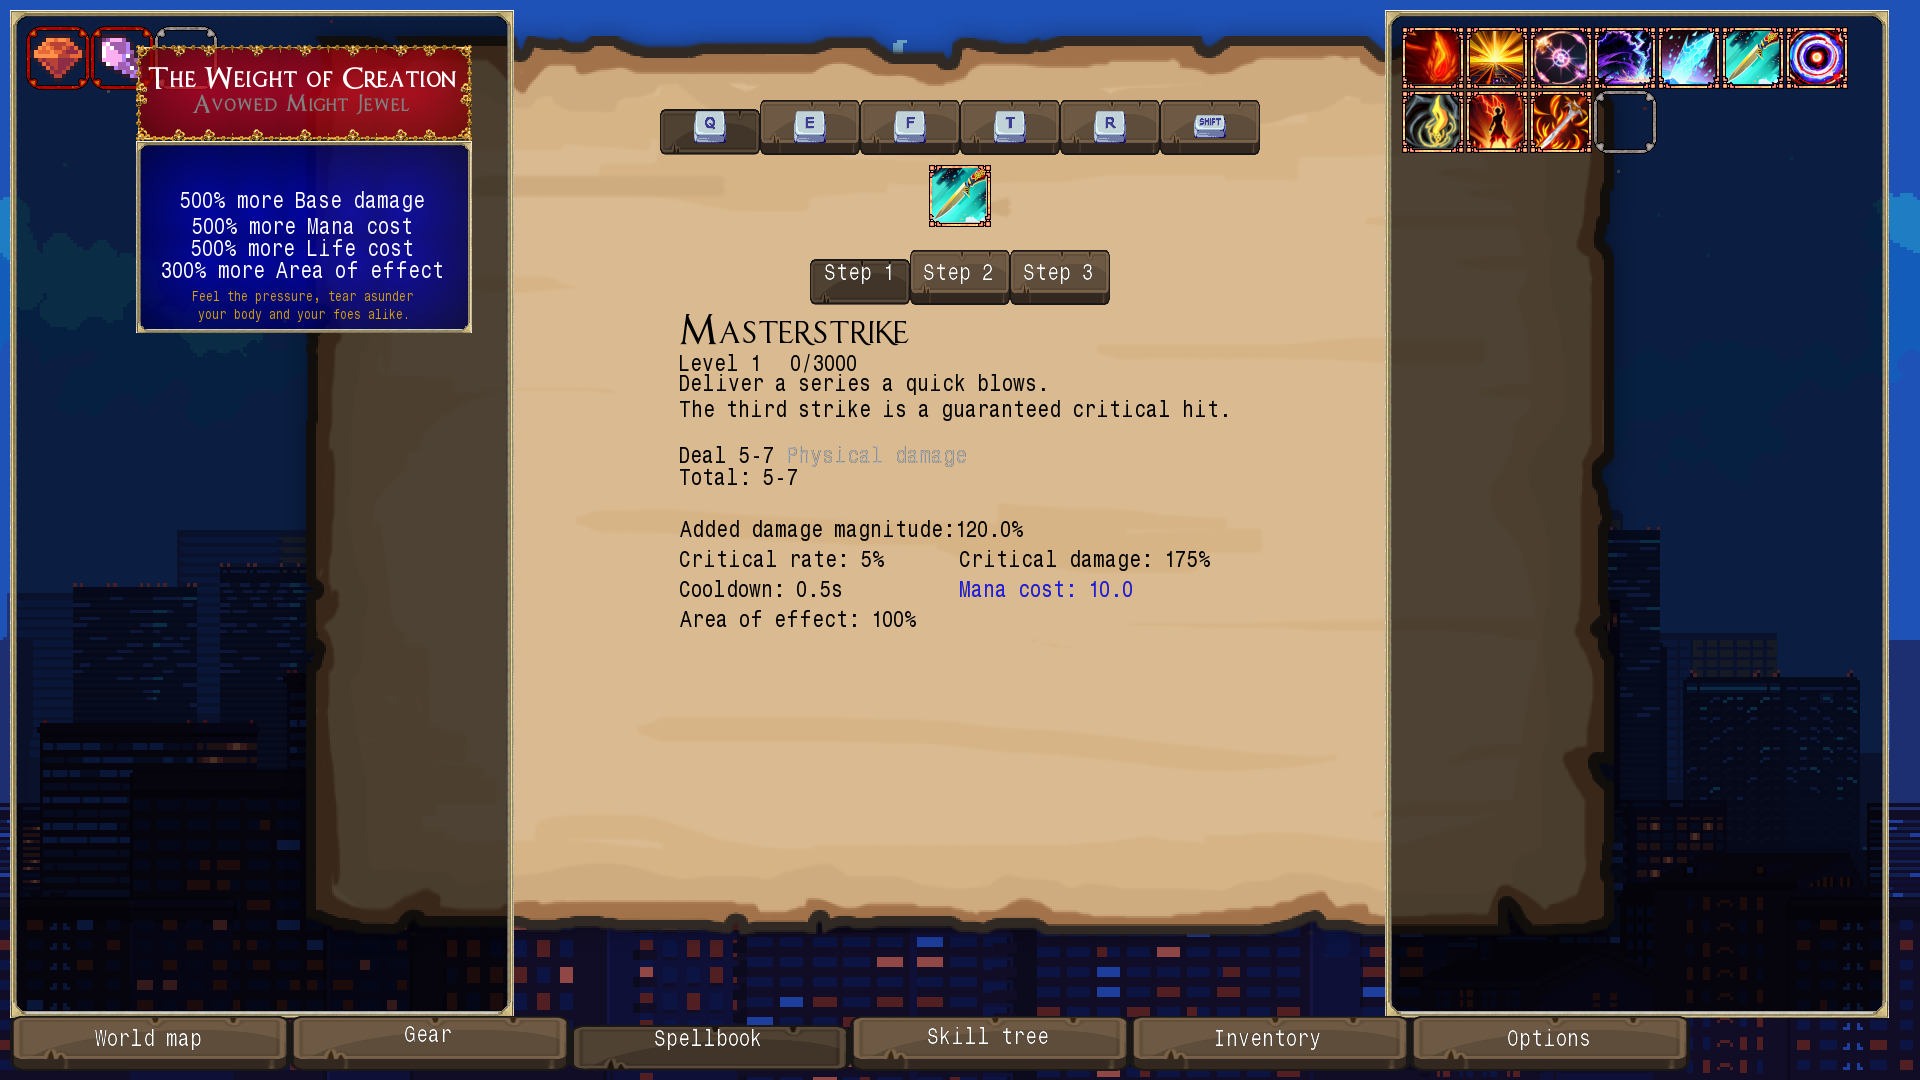 The Weight of Creation
Avowed Might Jewel
500% more Base damage
500% more Mana cost
500% more Life cost
300% more Area of effect
Feel the pressure, tear asunder
your body and your foes alike.
Q E F T R SHIFT
Step 1 Step 2 Step 3
Masterstrike
Level 1 0/3000
Deliver a series a quick blows.
The third strike is a guaranteed critical hit.
Deal 5-7 Physical damage
Total: 5-7
Added damage magnitude:120.0%
Critical rate: 5% Critical damage: 175%
Cooldown: 0.5s Mana cost: 10.0
Area of effect: 100%
World map Gear Spellbook Skill tree Inventory Options